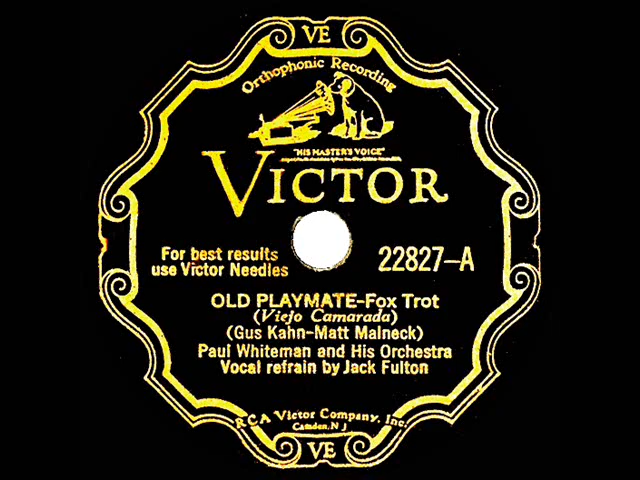 VE
Orthophonic Recording
"HIS MASTER'S VOICE"
VICTOR
For best results
use Victor Needles
22827-A
OLD PLAYMATE-Fox Trot
(Viejo Camarada)
(Gus Kahn-Matt Malneck)
Paul Whiteman and His Orchestra
Vocal refrain by Jack Fulton
RCA Victor Company, Inc.
Camden, N J
VE